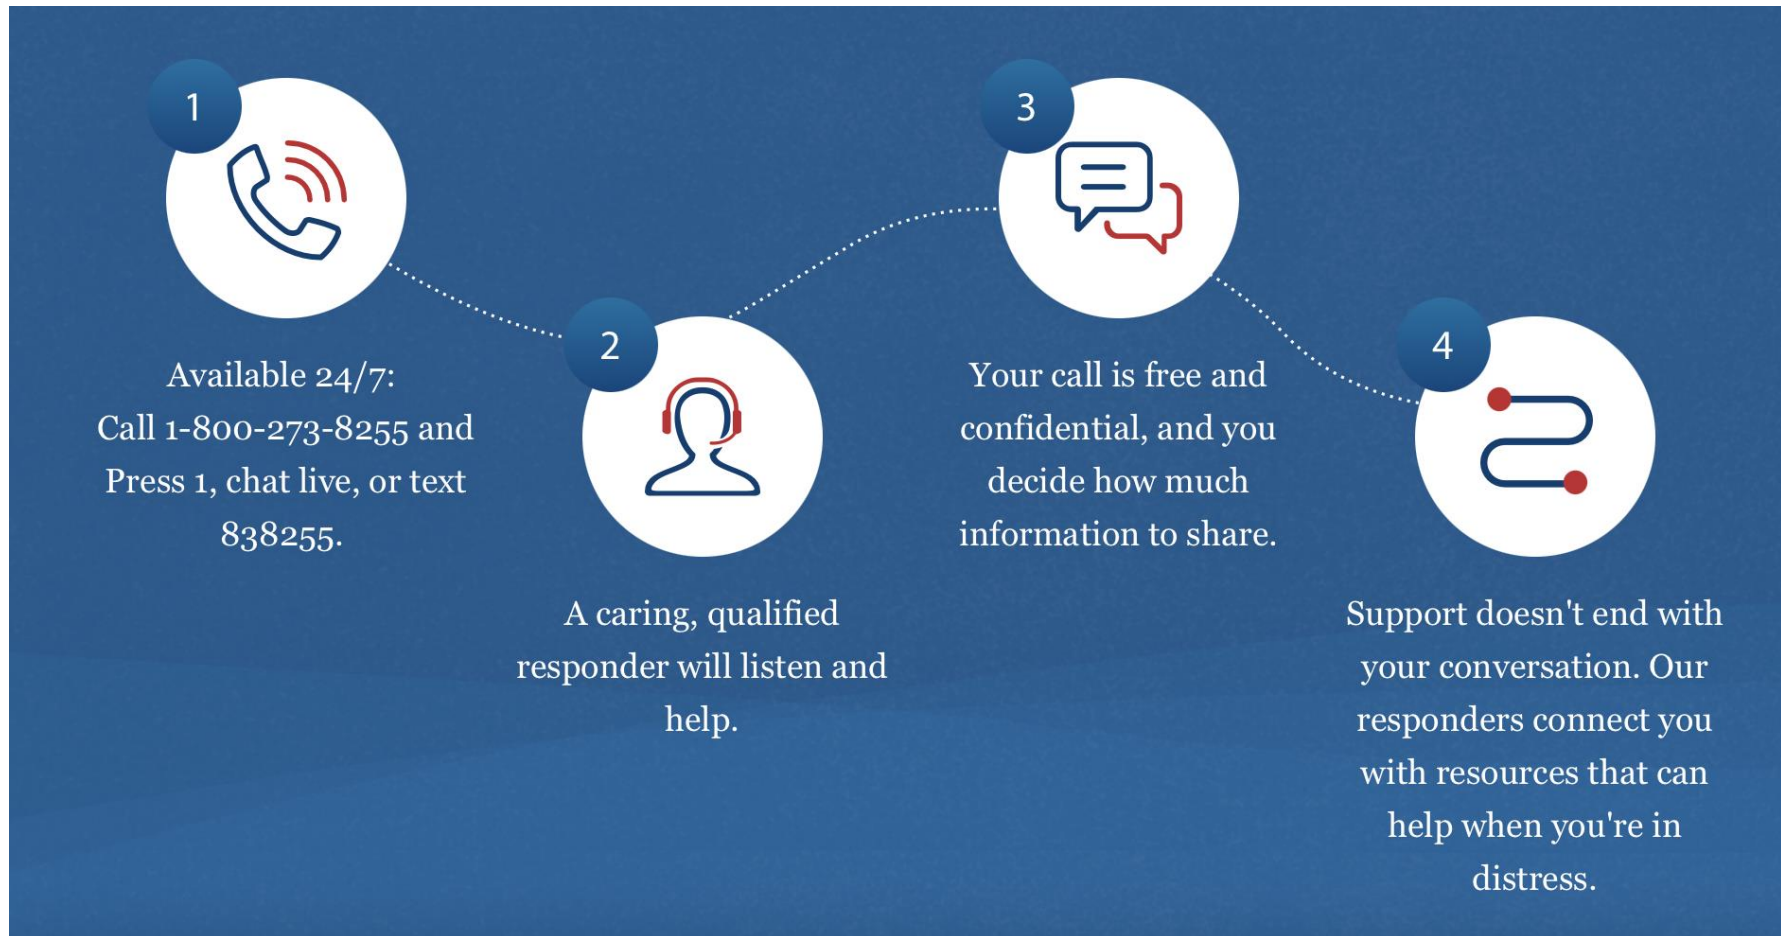 1
Available 24/7:
Call 1-800-273-8255 and
Press 1, chat live, or text
838255.
2
A caring, qualified
responder will listen and
help.
3
Your call is free and
confidential, and you
decide how much
information to share.
4
Support doesn't end with
your conversation. Our
responders connect you
with resources that can
help when you're in
distress.